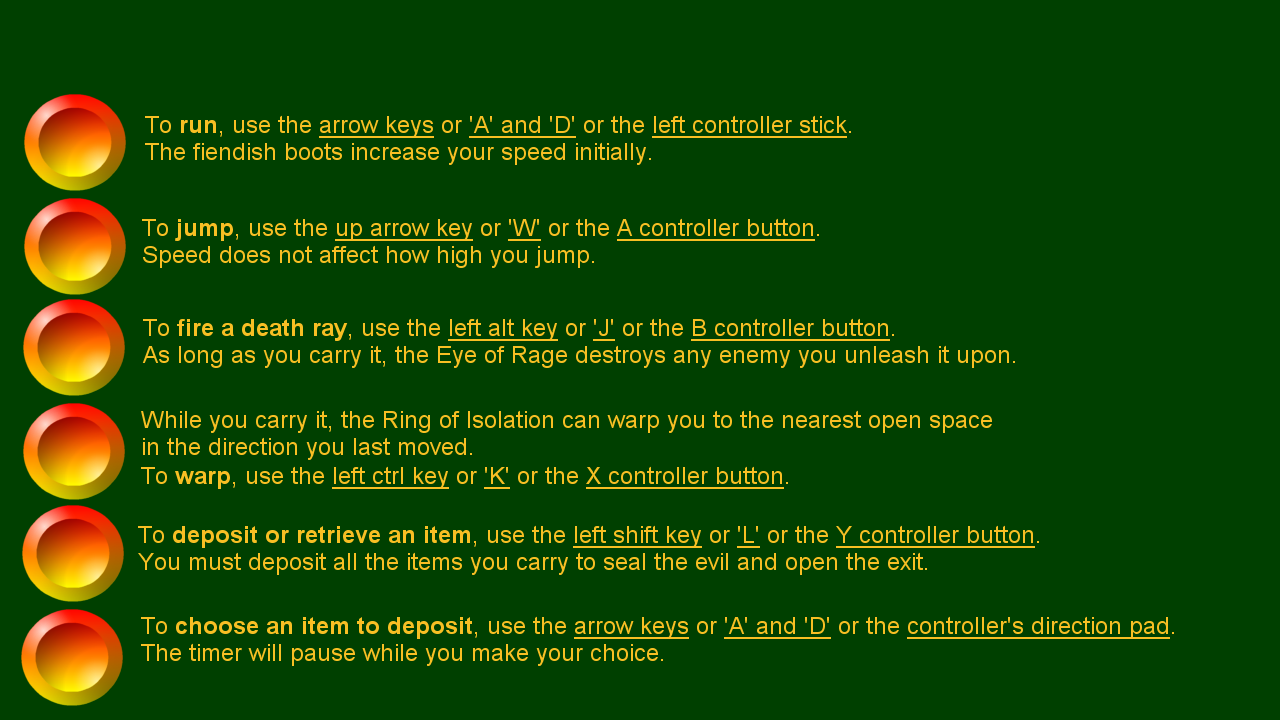 To run, use the arrow keys or 'A' and 'D' or the left controller stick.
The fiendish boots increase your speed initially.
To jump, use the up arrow key or 'W' or the A controller button.
Speed does not affect how high you jump.
To fire a death ray, use the left alt key or 'J' or the B controller button.
As long as you carry it, the Eye of Rage destroys any enemy you unleash it upon.
While you carry it, the Ring of Isolation can warp you to the nearest open space
in the direction you last moved.
To warp, use the left ctrl key or 'K' or the X controller button.
To deposit or retrieve an item, use the left shift key or 'L' or the Y controller button.
You must deposit all the items you carry to seal the evil and open the exit.
To choose an item to deposit, use the arrow keys or 'A' and 'D' or the controller's direction pad.
The timer will pause while you make your choice.